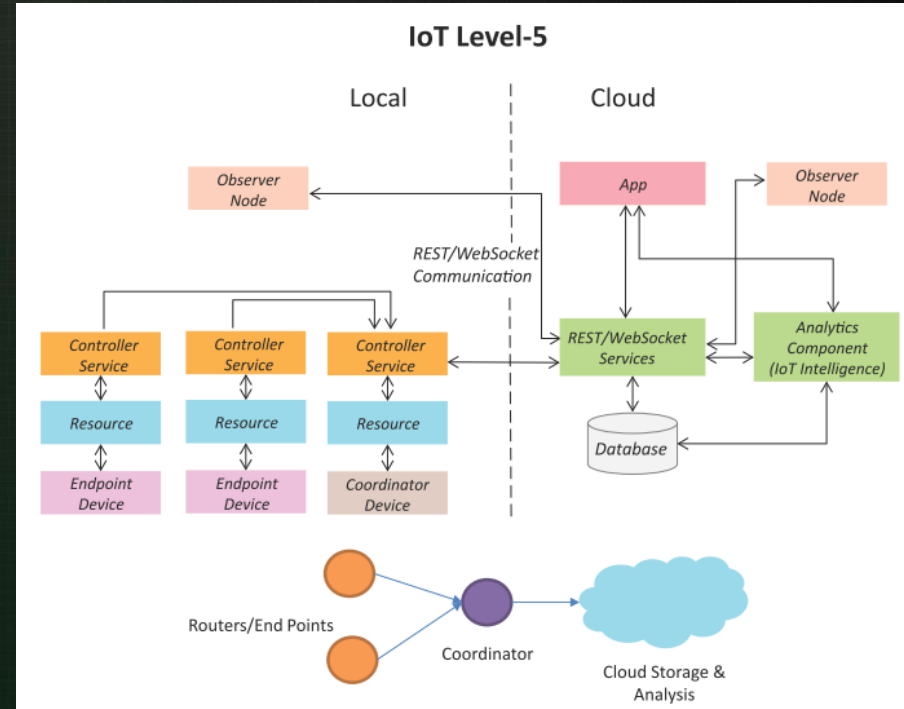 IoT Level-5
Local
Cloud
Observer
Node
App
Observer
Node
REST/WebSocket
Communication
Controller
Service
Controller
Service
Controller
Service
REST/WebSocket
Services
Analytics
Component
(IoT Intelligence)
Resource
Resource
Resource
Database
Endpoint
Device
Endpoint
Device
Coordinator
Device
Routers/End Points
Coordinator
Cloud Storage &
Analysis